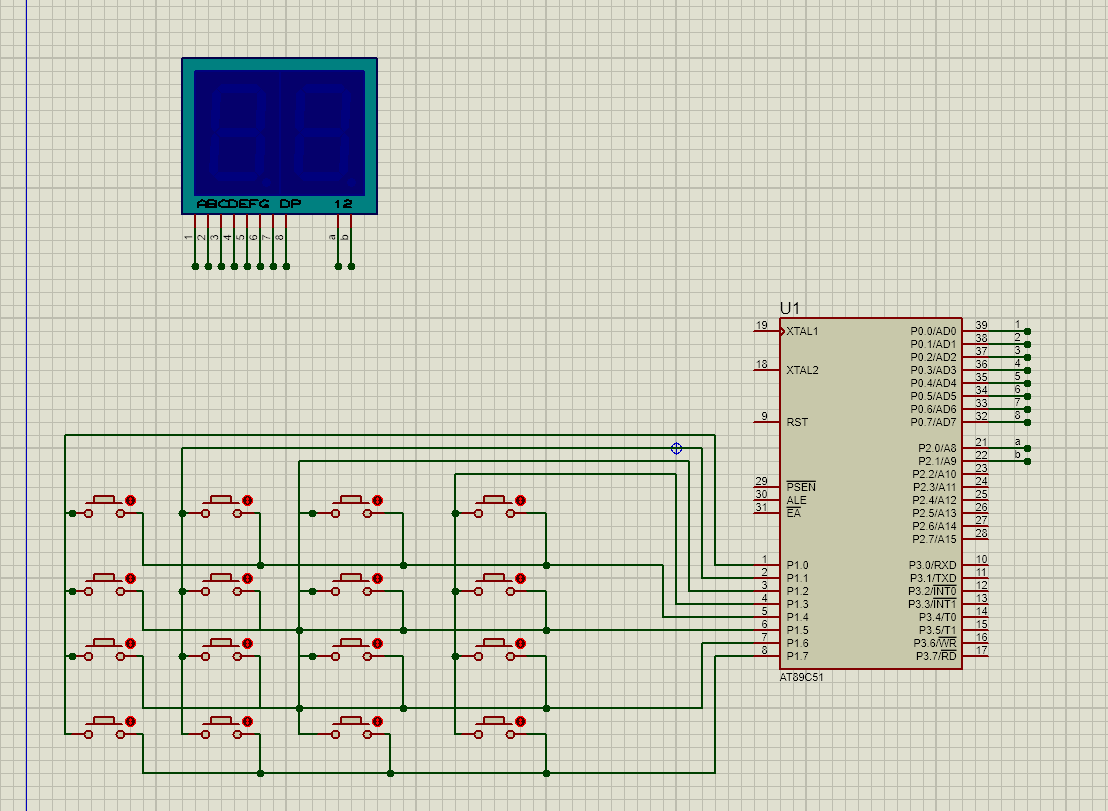 ABCDEFG DP 12
1 2 3 4 5 6 7 8 a b
U1
19 XTAL1 P0.0/AD0 39 1
P0.1/AD1 38 2
P0.2/AD2 37 3
18 XTAL2 P0.3/AD3 36 4
P0.4/AD4 35 5
P0.5/AD5 34 6
P0.6/AD6 33 7
9 RST P0.7/AD7 32 8
P2.0/A8 21 a
P2.1/A9 22 b
P2.2/A10 23
29 PSEN P2.3/A11 24
30 ALE P2.4/A12 25
31 EA P2.5/A13 26
P2.6/A14 27
P2.7/A15 28
1 P1.0 P3.0/RXD 10
2 P1.1 P3.1/TXD 11
3 P1.2 P3.2/INT0 12
4 P1.3 P3.3/INT1 13
5 P1.4 P3.4/T0 14
6 P1.5 P3.5/T1 15
7 P1.6 P3.6/WR 16
8 P1.7 P3.7/RD 17
AT89C51